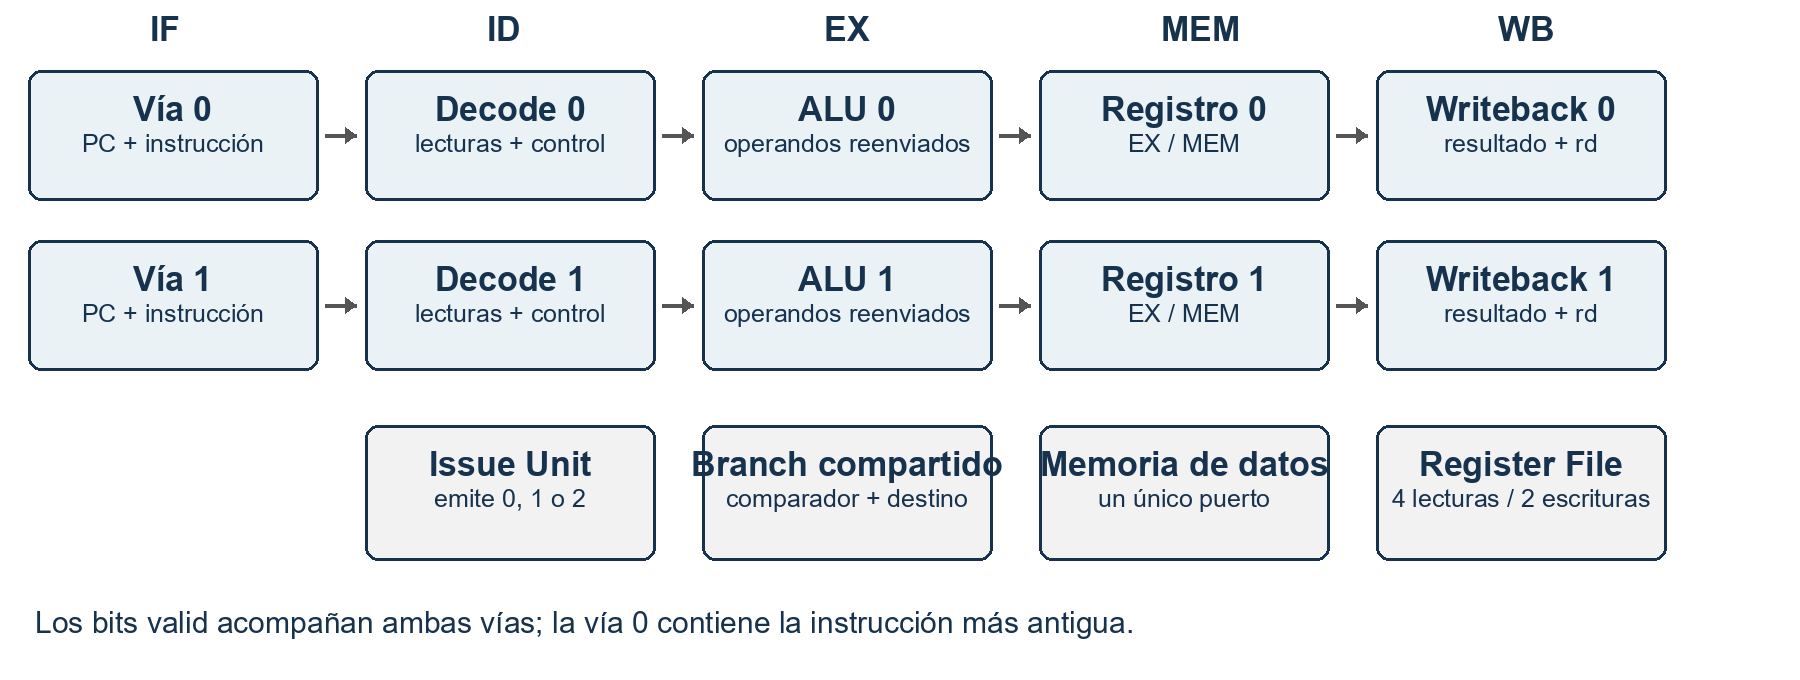 IF
ID
EX
MEM
WB
Vía 0
PC + instrucción
Decode 0
lecturas + control
ALU 0
operandos reenviados
Registro 0
EX / MEM
Writeback 0
resultado + rd
Vía 1
PC + instrucción
Decode 1
lecturas + control
ALU 1
operandos reenviados
Registro 1
EX / MEM
Writeback 1
resultado + rd
Issue Unit
emite 0, 1 o 2
Branch compartido
comparador + destino
Memoria de datos
un único puerto
Register File
4 lecturas / 2 escrituras
Los bits valid acompañan ambas vías; la vía 0 contiene la instrucción más antigua.